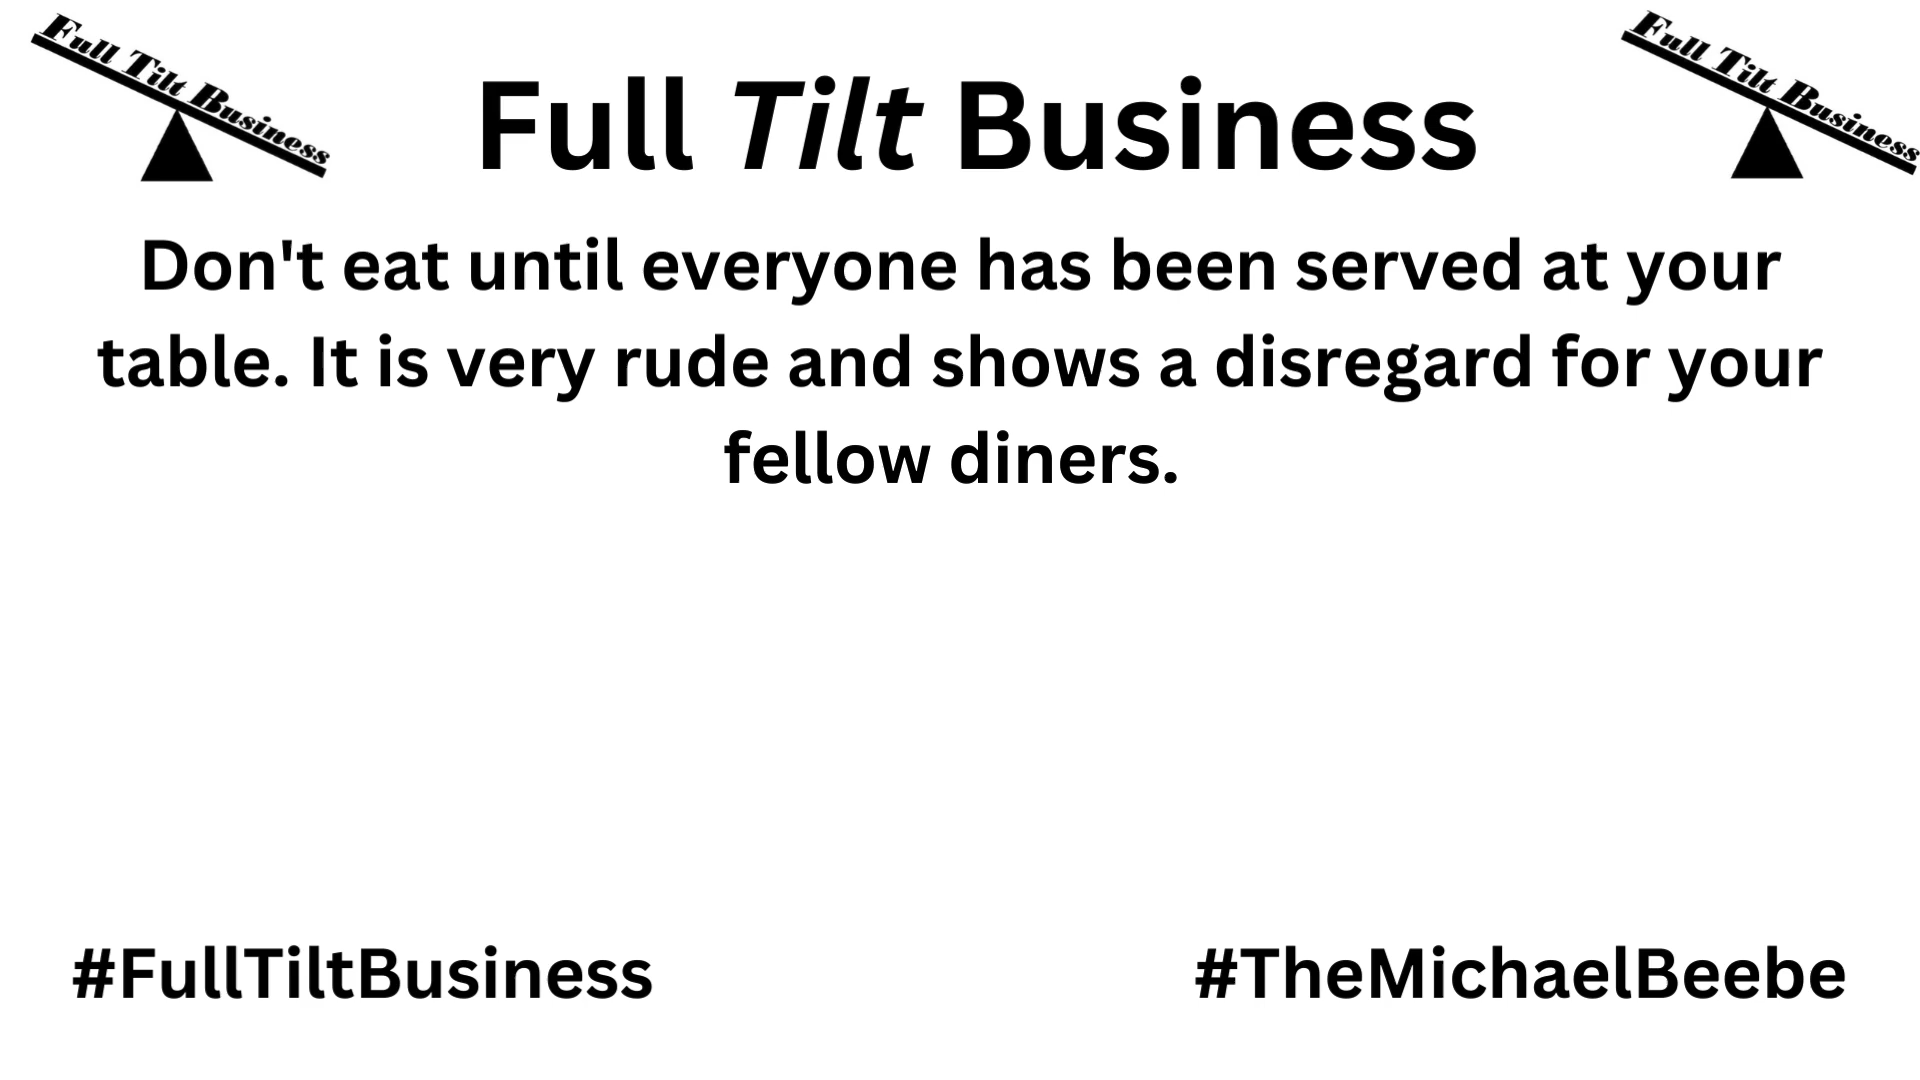 Full Tilt Business
Full Tilt Business
Full Tilt Business
Don't eat until everyone has been served at your
table. It is very rude and shows a disregard for your
fellow diners.
#FullTiltBusiness
#TheMichaelBeebe